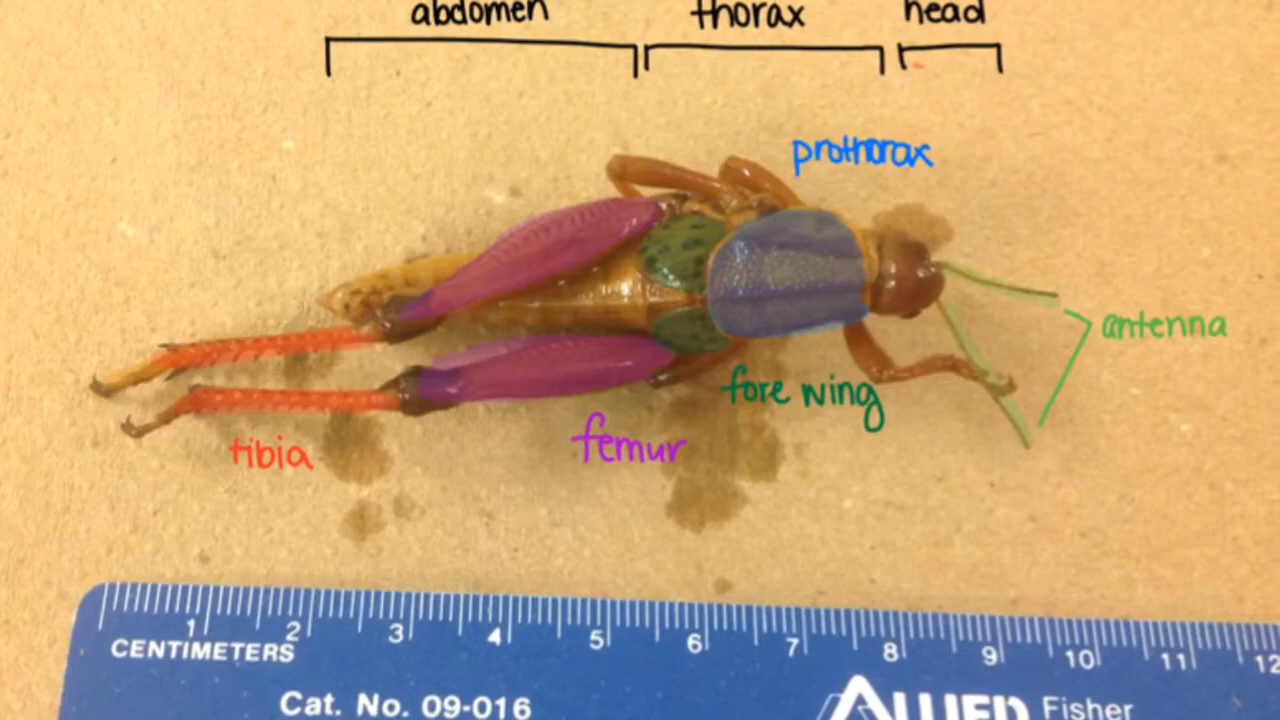 abdomen thorax head
prothorax
antenna
fore wing
femur
tibia
1 2 3 4 5 6 7 8 9 10 11 12
CENTIMETERS
Cat. No. 09-016 ALLIED Fisher